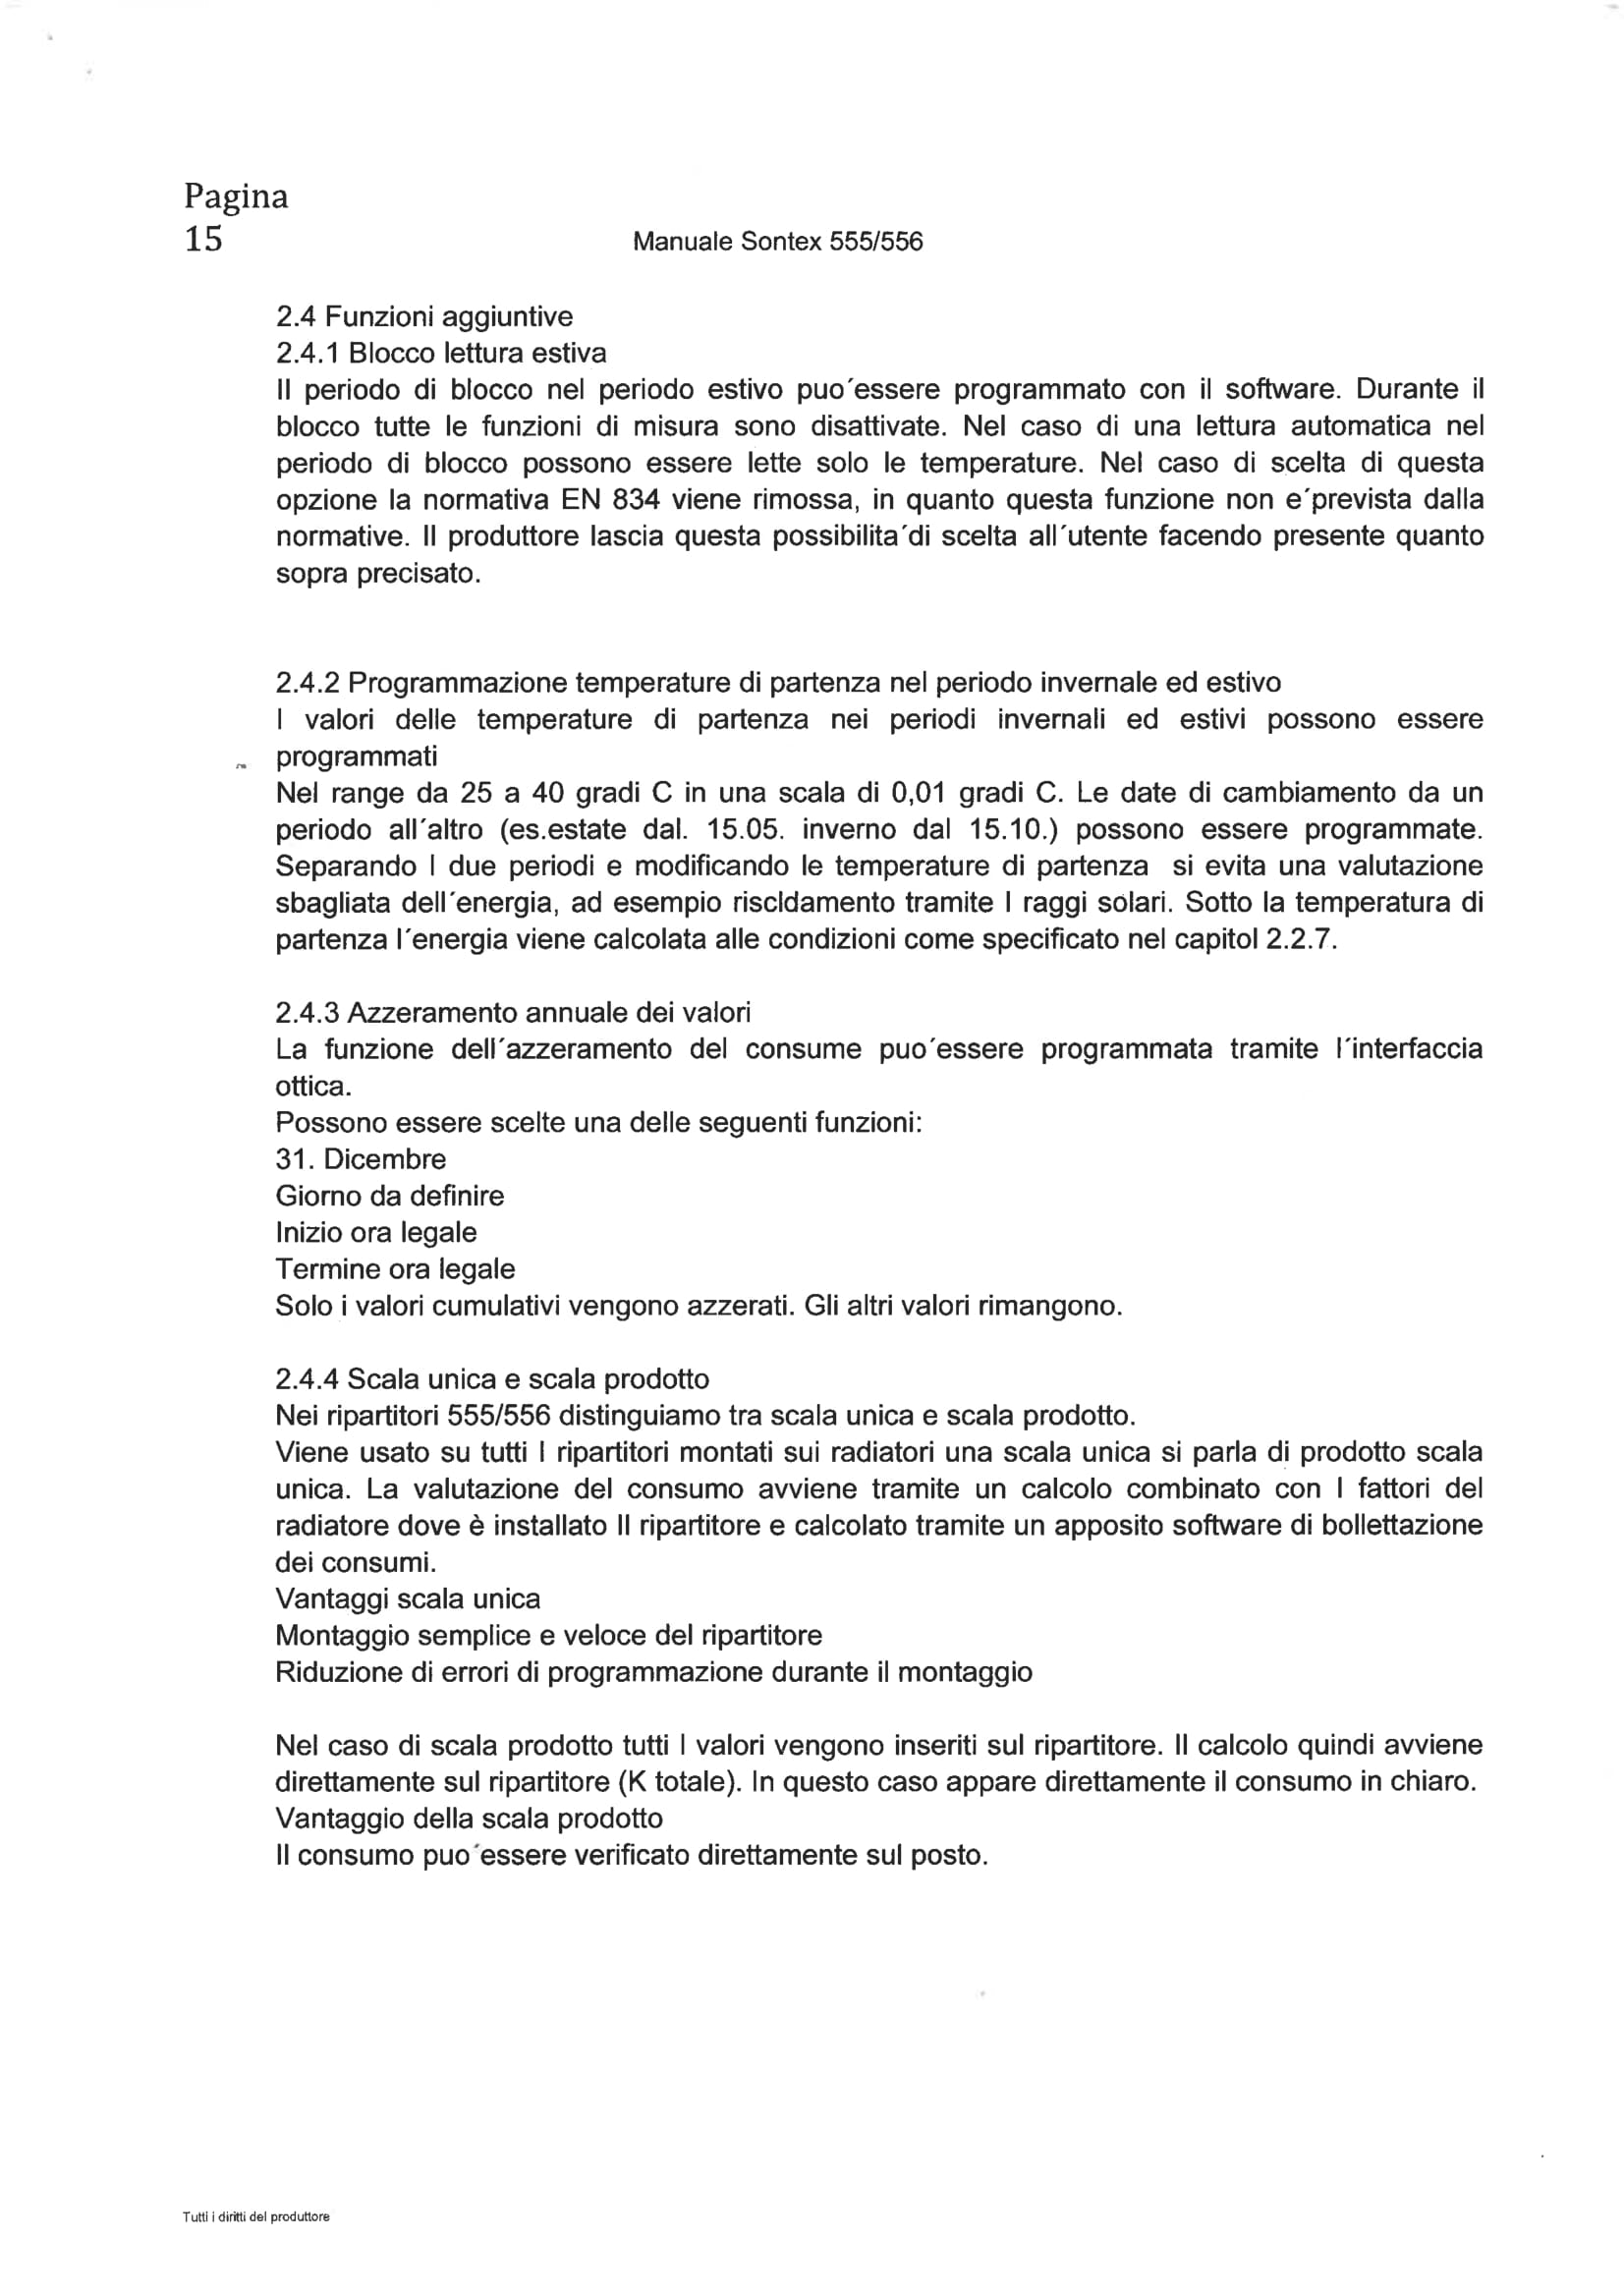 Pagina
15
Manuale Sontex 555/556
2.4 Funzioni aggiuntive
2.4.1 Blocco lettura estiva
Il periodo di blocco nel periodo estivo puo´essere programmato con il software. Durante il
blocco tutte le funzioni di misura sono disattivate. Nel caso di una lettura automatica nel
periodo di blocco possono essere lette solo le temperature. Nel caso di scelta di questa
opzione la normativa EN 834 viene rimossa, in quanto questa funzione non e´prevista dalla
normative. Il produttore lascia questa possibilita´di scelta all´utente facendo presente quanto
sopra precisato.
2.4.2 Programmazione temperature di partenza nel periodo invernale ed estivo
I valori delle temperature di partenza nei periodi invernali ed estivi possono essere
programmati
Nel range da 25 a 40 gradi C in una scala di 0,01 gradi C. Le date di cambiamento da un
periodo all´altro (es.estate dal. 15.05. inverno dal 15.10.) possono essere programmate.
Separando I due periodi e modificando le temperature di partenza si evita una valutazione
sbagliata dell´energia, ad esempio riscldamento tramite I raggi solari. Sotto la temperatura di
partenza l´energia viene calcolata alle condizioni come specificato nel capitol 2.2.7.
2.4.3 Azzeramento annuale dei valori
La funzione dell´azzeramento del consume puo´essere programmata tramite l´interfaccia
ottica.
Possono essere scelte una delle seguenti funzioni:
31. Dicembre
Giorno da definire
Inizio ora legale
Termine ora legale
Solo i valori cumulativi vengono azzerati. Gli altri valori rimangono.
2.4.4 Scala unica e scala prodotto
Nei ripartitori 555/556 distinguiamo tra scala unica e scala prodotto.
Viene usato su tutti I ripartitori montati sui radiatori una scala unica si parla di prodotto scala
unica. La valutazione del consumo avviene tramite un calcolo combinato con I fattori del
radiatore dove è installato Il ripartitore e calcolato tramite un apposito software di bollettazione
dei consumi.
Vantaggi scala unica
Montaggio semplice e veloce del ripartitore
Riduzione di errori di programmazione durante il montaggio
Nel caso di scala prodotto tutti I valori vengono inseriti sul ripartitore. Il calcolo quindi avviene
direttamente sul ripartitore (K totale). In questo caso appare direttamente il consumo in chiaro.
Vantaggio della scala prodotto
Il consumo puo´essere verificato direttamente sul posto.
Tutti i diritti del produttore